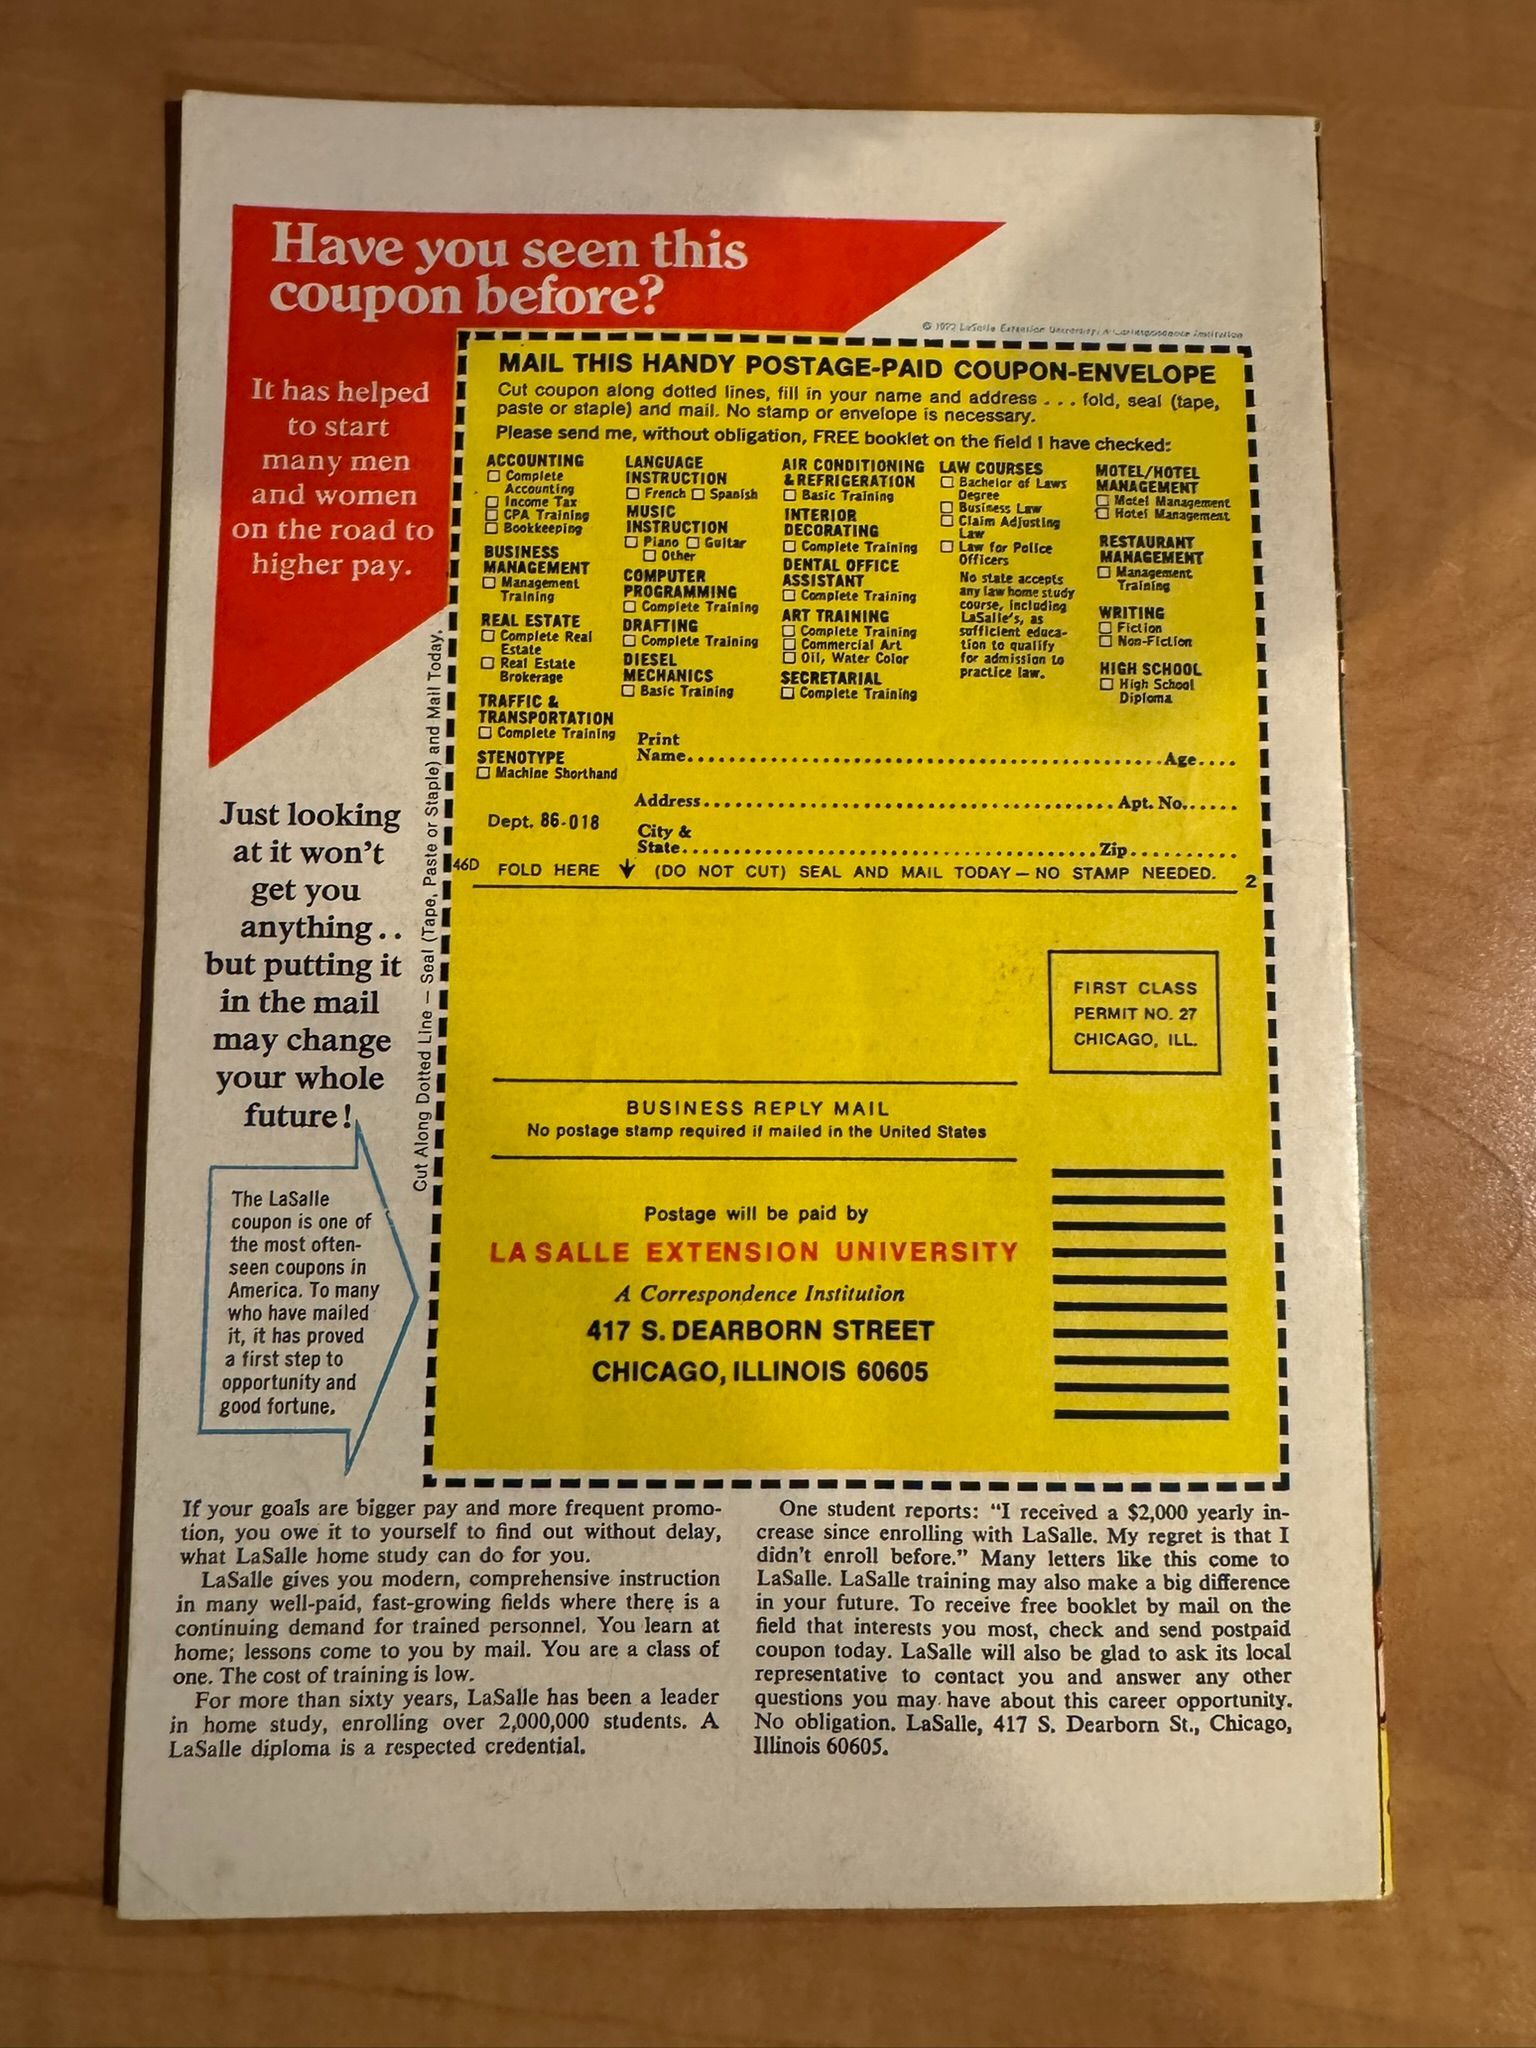 Have you seen this
coupon before?
It has helped
to start
many men
and women
on the road to
higher pay.
Just looking
at it won't
get you
anything..
but putting it
in the mail
may change
your whole
future!
The LaSalle
coupon is one of
the most often-
seen coupons in
America. To many
who have mailed
it, it has proved
a first step to
opportunity and
good fortune.
Cut Along Dotted Line — Seal (Tape, Paste or Staple) and Mail Today.
© 1972 LaSalle Extension University, A Correspondence Institution
MAIL THIS HANDY POSTAGE-PAID COUPON-ENVELOPE
Cut coupon along dotted lines, fill in your name and address . . . fold, seal (tape,
paste or staple) and mail. No stamp or envelope is necessary.
Please send me, without obligation, FREE booklet on the field I have checked:
ACCOUNTING
Complete
Accounting
Income Tax
CPA Training
Bookkeeping
BUSINESS
MANAGEMENT
Management
Training
REAL ESTATE
Complete Real
Estate
Real Estate
Brokerage
TRAFFIC &
TRANSPORTATION
Complete Training
STENOTYPE
Machine Shorthand
LANGUAGE
INSTRUCTION
French Spanish
MUSIC
INSTRUCTION
Piano Guitar
Other
COMPUTER
PROGRAMMING
Complete Training
DRAFTING
Complete Training
DIESEL
MECHANICS
Basic Training
AIR CONDITIONING
& REFRIGERATION
Basic Training
INTERIOR
DECORATING
Complete Training
DENTAL OFFICE
ASSISTANT
Complete Training
ART TRAINING
Complete Training
Commercial Art
Oil, Water Color
SECRETARIAL
Complete Training
LAW COURSES
Bachelor of Laws
Degree
Business Law
Claim Adjusting
Law
Law for Police
Officers
No state accepts
any law home study
course, including
LaSalle's, as
sufficient educa-
tion to qualify
for admission to
practice law.
MOTEL/HOTEL
MANAGEMENT
Motel Management
Hotel Management
RESTAURANT
MANAGEMENT
Management
Training
WRITING
Fiction
Non-Fiction
HIGH SCHOOL
High School
Diploma
Print
Name Age
Address Apt. No.
City &
State Zip
Dept. 86-018
46D FOLD HERE ↓ (DO NOT CUT) SEAL AND MAIL TODAY — NO STAMP NEEDED. 2
FIRST CLASS
PERMIT NO. 27
CHICAGO, ILL.
BUSINESS REPLY MAIL
No postage stamp required if mailed in the United States
Postage will be paid by
LA SALLE EXTENSION UNIVERSITY
A Correspondence Institution
417 S. DEARBORN STREET
CHICAGO, ILLINOIS 60605
If your goals are bigger pay and more frequent promo-
tion, you owe it to yourself to find out without delay,
what LaSalle home study can do for you.
LaSalle gives you modern, comprehensive instruction
in many well-paid, fast-growing fields where there is a
continuing demand for trained personnel. You learn at
home; lessons come to you by mail. You are a class of
one. The cost of training is low.
For more than sixty years, LaSalle has been a leader
in home study, enrolling over 2,000,000 students. A
LaSalle diploma is a respected credential.
One student reports: "I received a $2,000 yearly in-
crease since enrolling with LaSalle. My regret is that I
didn't enroll before." Many letters like this come to
LaSalle. LaSalle training may also make a big difference
in your future. To receive free booklet by mail on the
field that interests you most, check and send postpaid
coupon today. LaSalle will also be glad to ask its local
representative to contact you and answer any other
questions you may have about this career opportunity.
No obligation. LaSalle, 417 S. Dearborn St., Chicago,
Illinois 60605.